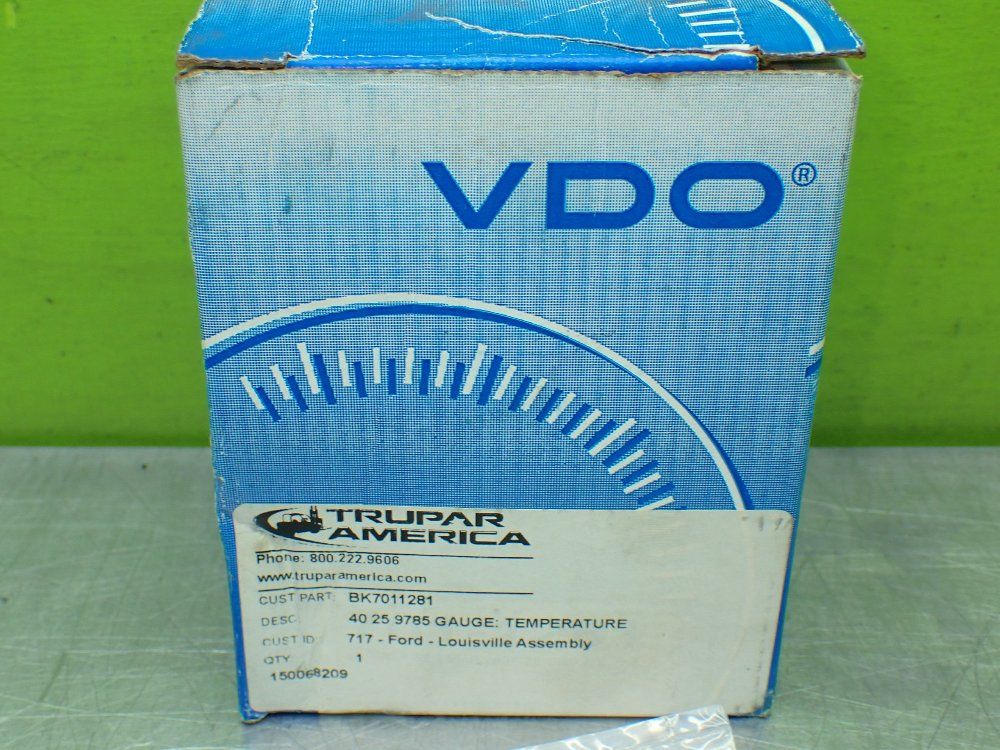 VDO®
TRUPAR
AMERICA
Phone: 800.222.9606
www.truparamerica.com
CUST PART: BK7011281
DESC: 40 25 9785 GAUGE: TEMPERATURE
CUST ID: 717 - Ford - Louisville Assembly
QTY 1
150068209